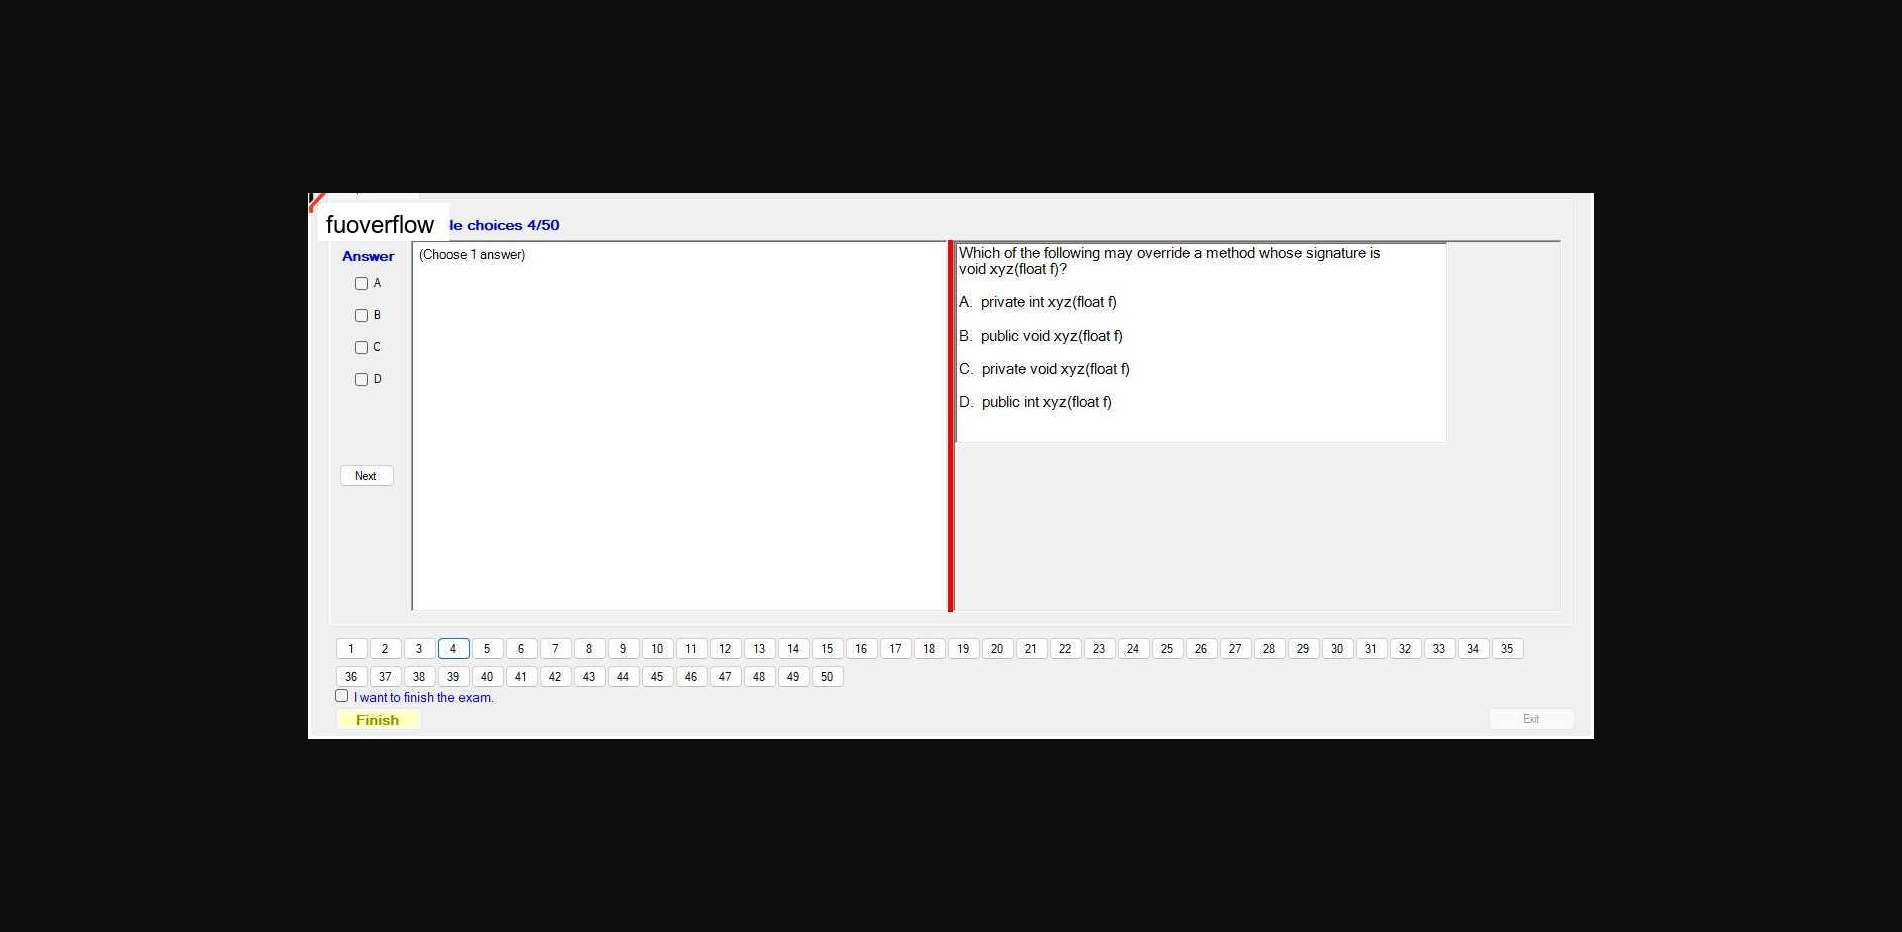 fuoverflow
le choices 4/50
Answer
(Choose 1 answer)
A
B
C
D
Next
Which of the following may override a method whose signature is
void xyz(float f)?
A. private int xyz(float f)
B. public void xyz(float f)
C. private void xyz(float f)
D. public int xyz(float f)
1 2 3 4 5 6 7 8 9 10 11 12 13 14 15 16 17 18 19 20 21 22 23 24 25 26 27 28 29 30 31 32 33 34 35
36 37 38 39 40 41 42 43 44 45 46 47 48 49 50
I want to finish the exam.
Finish
Exit